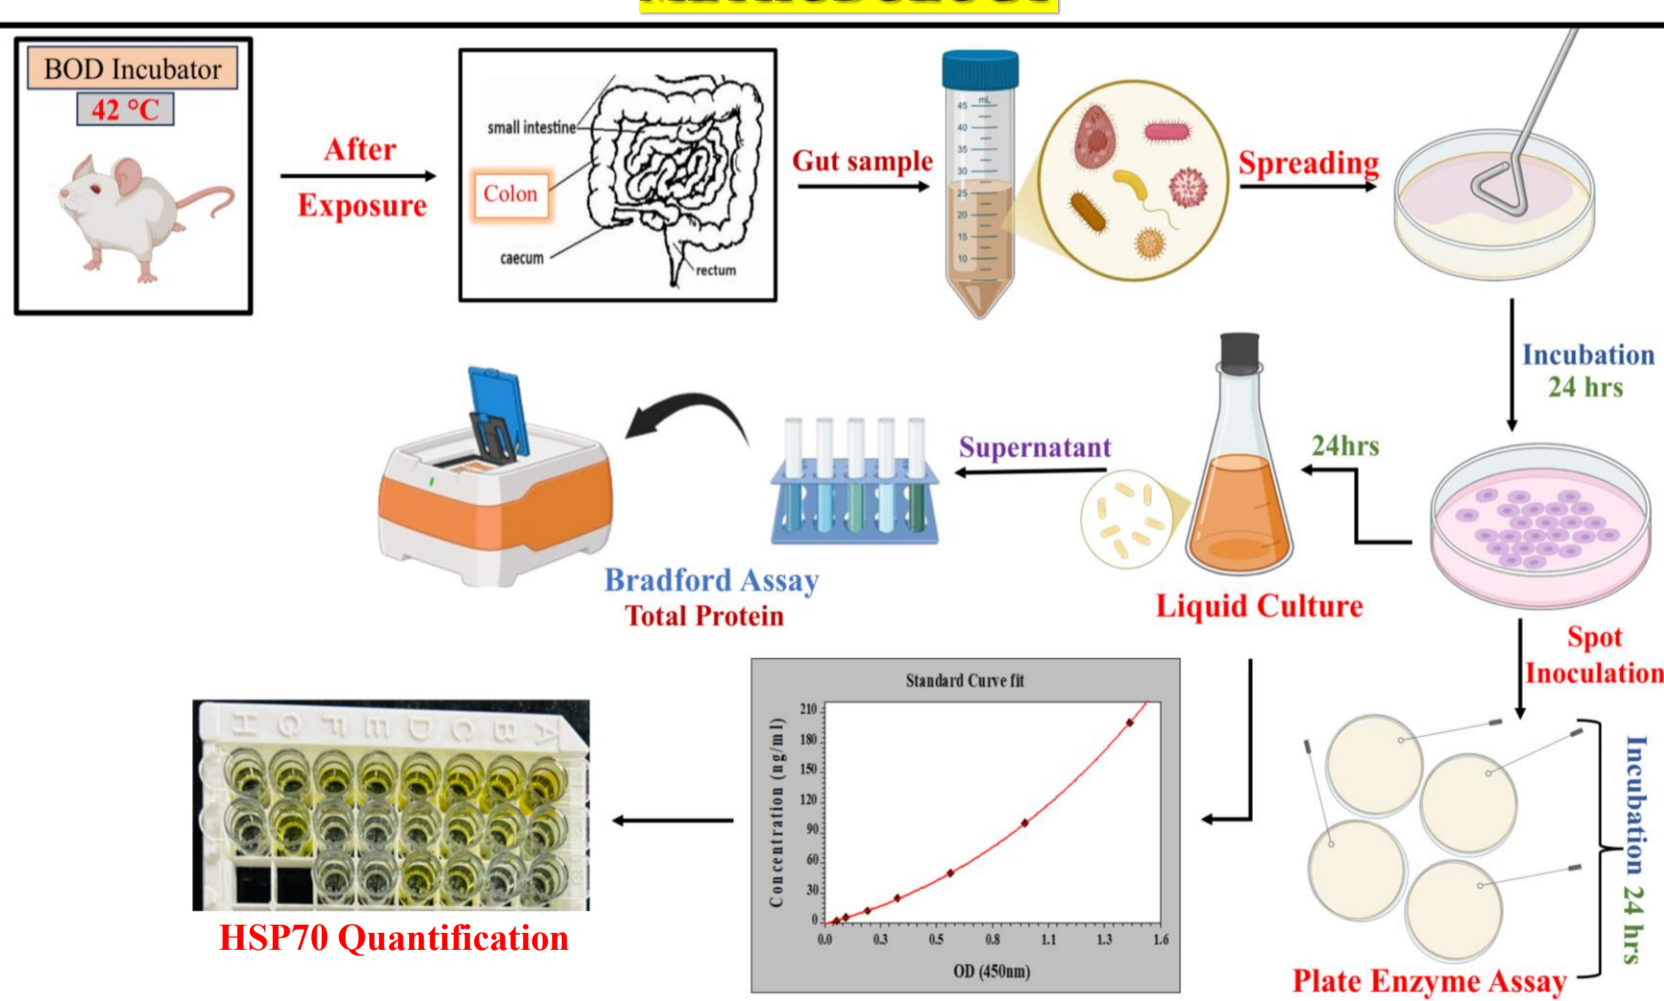 METHODOLOGY
BOD Incubator
42 °C
After
Exposure
small intestine
Colon
caecum
rectum
Gut sample
mL
45
40
35
30
25
20
15
10
Spreading
Incubation
24 hrs
24hrs
Supernatant
Bradford Assay
Total Protein
Liquid Culture
Spot
Inoculation
Standard Curve fit
Concentration (ng/ml)
210
180
150
120
90
60
30
0
0.0 0.3 0.5 0.8 1.1 1.3 1.6
OD (450nm)
H G F E D C B A
HSP70 Quantification
Incubation 24 hrs
Plate Enzyme Assay